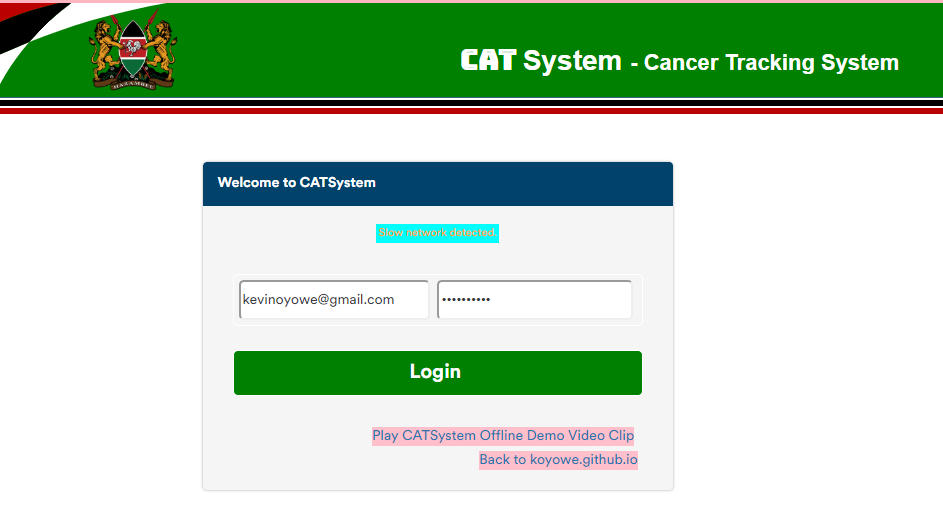 HARAMBEE
CAT System - Cancer Tracking System
Welcome to CATSystem
Slow network detected.
kevinoyowe@gmail.com ••••••••••
Login
Play CATSystem Offline Demo Video Clip
Back to koyowe.github.io